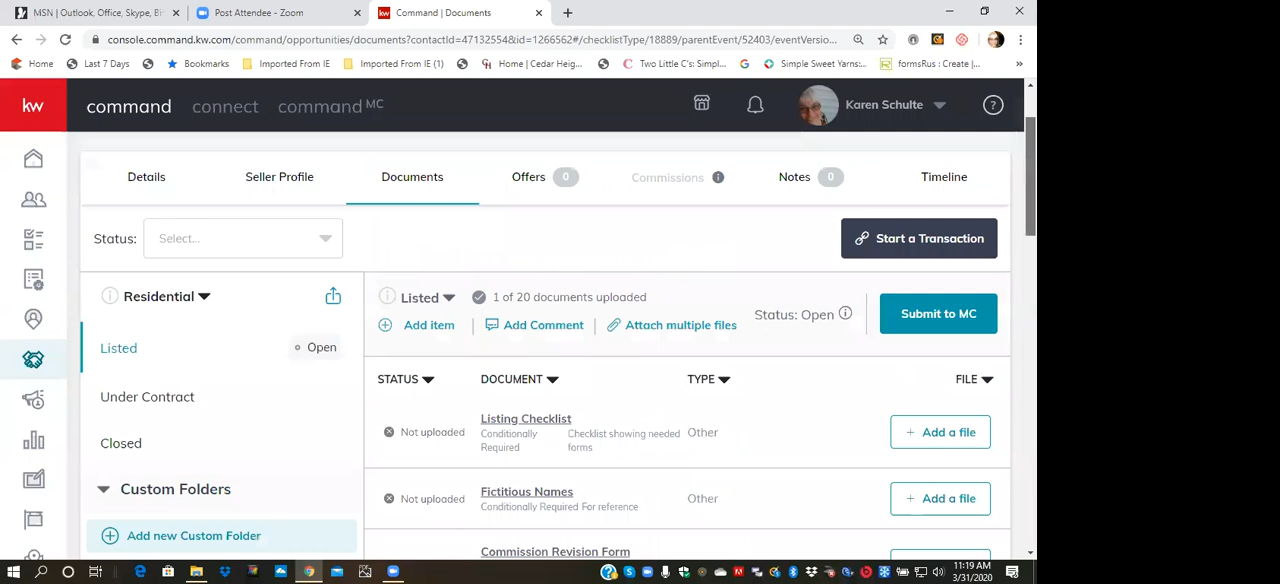 MSN | Outlook, Office, Skype, Bi
Post Attendee - Zoom
Command | Documents
console.command.kw.com/command/opportunities/documents?contactId=47132554&id=1266562#/checklistType/18889/parentEvent/52403/eventVersio...
Home
Last 7 Days
Bookmarks
Imported From IE
Imported From IE (1)
Home | Cedar Heig...
Two Little C's: Simpl...
Simple Sweet Yarns:...
formsRus : Create |...
kw
command
connect
command MC
Karen Schulte
Details
Seller Profile
Documents
Offers 0
Commissions
Notes 0
Timeline
Status:
Select...
Start a Transaction
Residential
Listed
1 of 20 documents uploaded
Add item
Add Comment
Attach multiple files
Status: Open
Submit to MC
Listed
Open
Under Contract
Closed
Custom Folders
Add new Custom Folder
STATUS
DOCUMENT
TYPE
FILE
Not uploaded
Listing Checklist
Conditionally Required
Checklist showing needed forms
Other
+ Add a file
Not uploaded
Fictitious Names
Conditionally Required For reference
Other
+ Add a file
Commission Revision Form
11:19 AM
3/31/2020